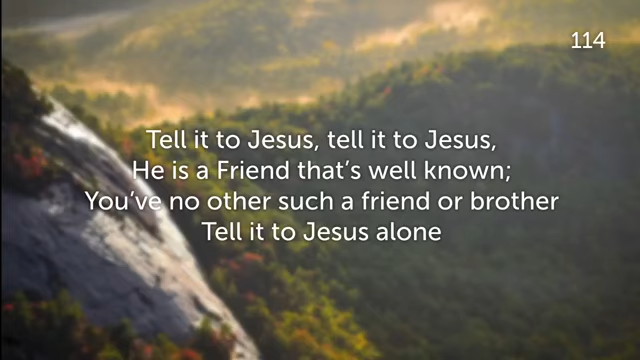 114
Tell it to Jesus, tell it to Jesus,
He is a Friend that's well known;
You've no other such a friend or brother
Tell it to Jesus alone